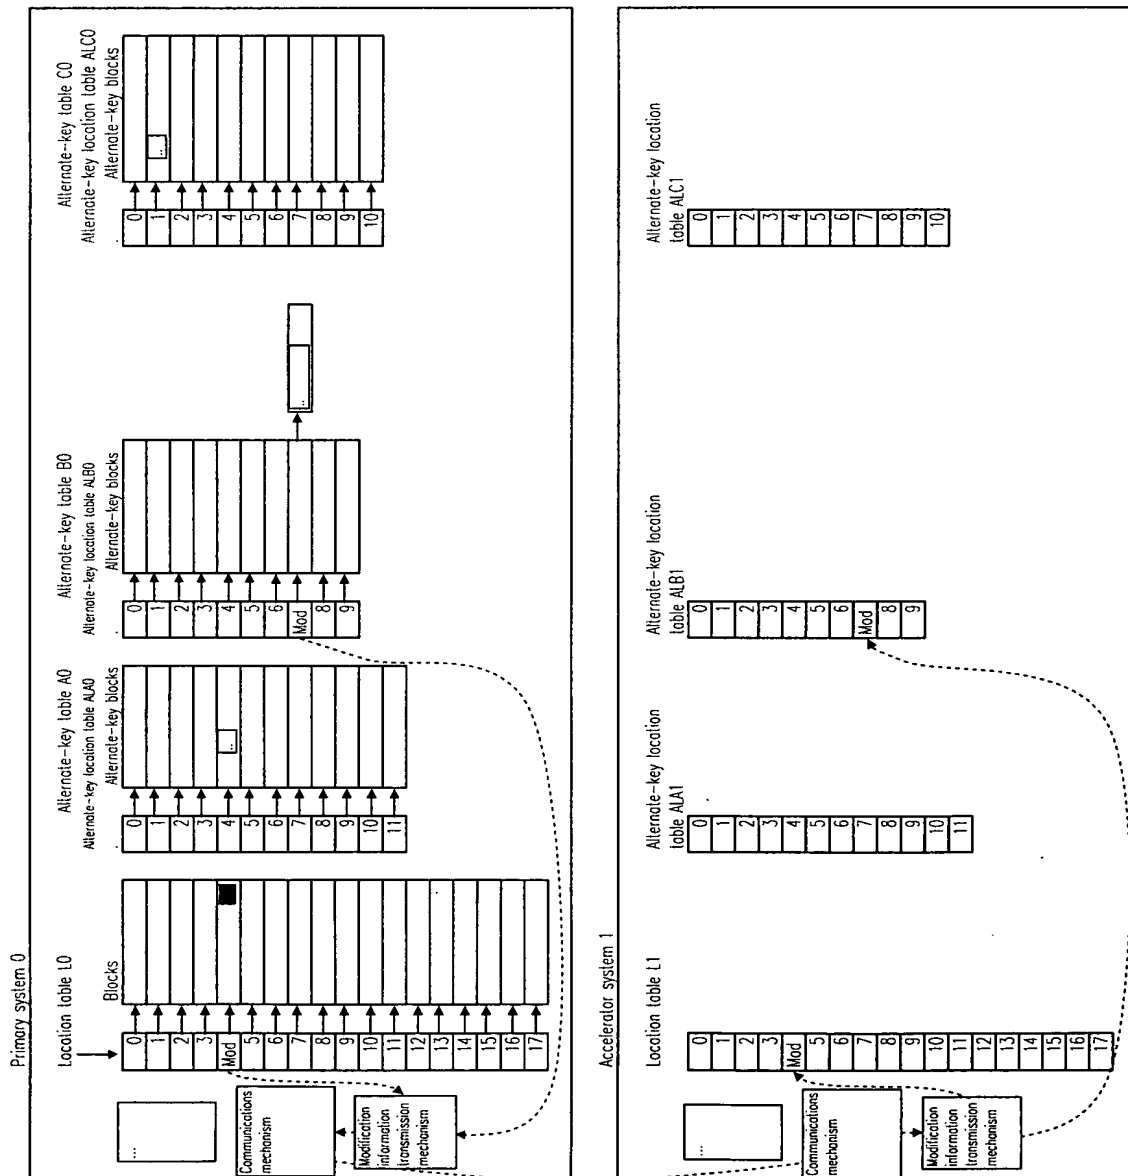 Primary system 0
...
Communications
mechanism
Modification
information
transmission
mechanism
Location table L0
Blocks
0
1
2
3
Mod
5
6
7
8
9
10
11
12
13
14
15
16
17
Alternate-key table A0
Alternate-key location table ALA0
Alternate-key blocks
0
1
2
3
4
5
6
7
8
9
10
11
...
Alternate-key table B0
Alternate-key location table ALB0
Alternate-key blocks
0
1
2
3
4
5
6
Mod
8
9
...
Alternate-key table C0
Alternate-key location table ALC0
Alternate-key blocks
0
1
2
3
4
5
6
7
8
9
10
...
Accelerator system 1
...
Communications
mechanism
Modification
information
transmission
mechanism
Location table L1
0
1
2
3
Mod
5
6
7
8
9
10
11
12
13
14
15
16
17
Alternate-key location
table ALA1
0
1
2
3
4
5
6
7
8
9
10
11
Alternate-key location
table ALB1
0
1
2
3
4
5
6
Mod
8
9
Alternate-key location
table ALC1
0
1
2
3
4
5
6
7
8
9
10